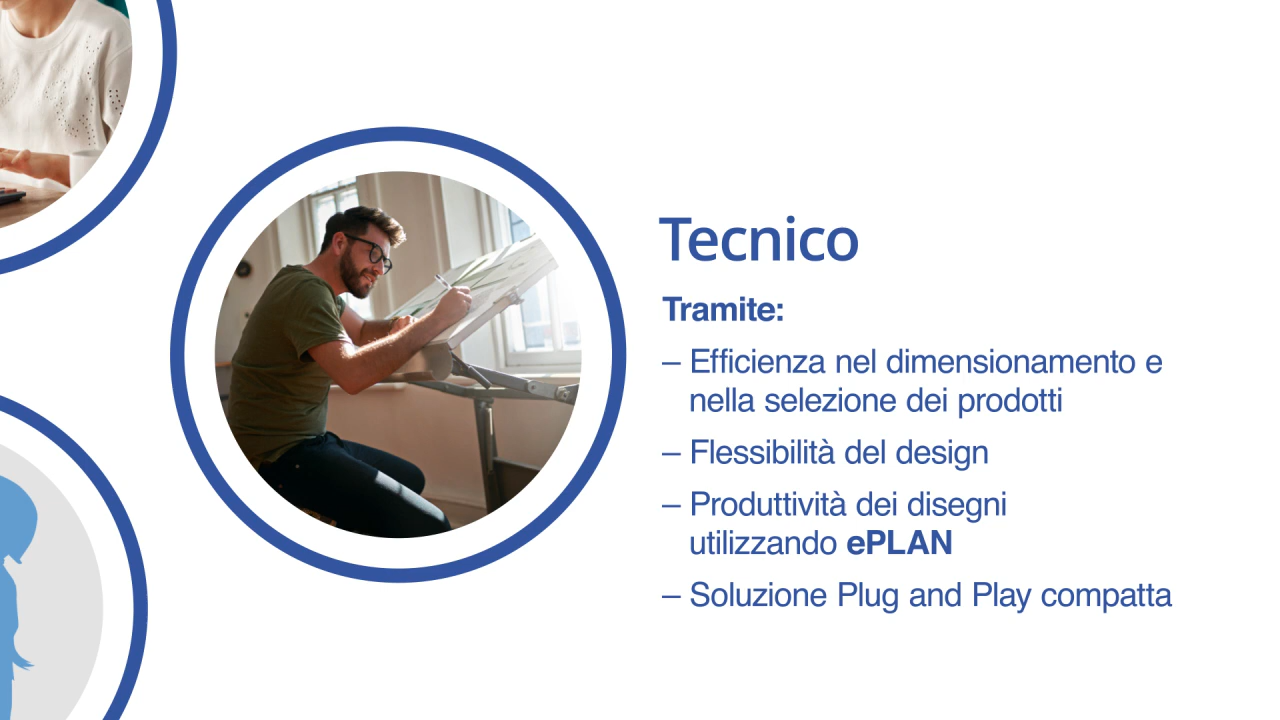 Tecnico
Tramite:
– Efficienza nel dimensionamento e
nella selezione dei prodotti
– Flessibilità del design
– Produttività dei disegni
utilizzando ePLAN
– Soluzione Plug and Play compatta